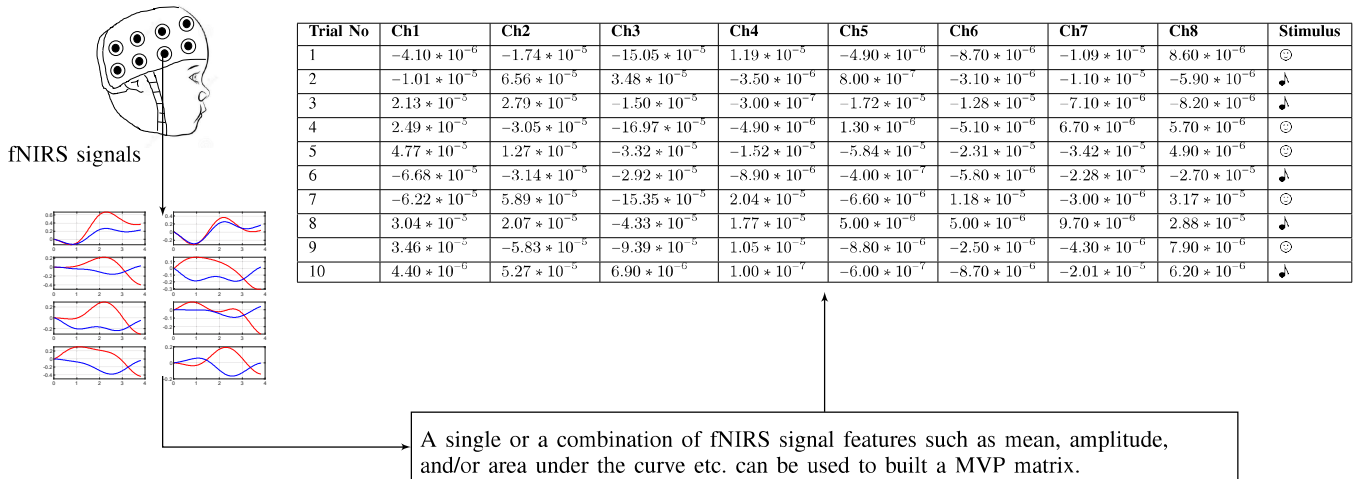 Trial No Ch1 Ch2 Ch3 Ch4 Ch5 Ch6 Ch7 Ch8 Stimulus
1 −4.10 ∗ 10^−6 −1.74 ∗ 10^−5 −15.05 ∗ 10^−5 1.19 ∗ 10^−5 −4.90 ∗ 10^−6 −8.70 ∗ 10^−6 −1.09 ∗ 10^−5 8.60 ∗ 10^−6 ☺
2 −1.01 ∗ 10^−5 6.56 ∗ 10^−5 3.48 ∗ 10^−5 −3.50 ∗ 10^−6 8.00 ∗ 10^−7 −3.10 ∗ 10^−6 −1.10 ∗ 10^−5 −5.90 ∗ 10^−6 ♪
3 2.13 ∗ 10^−5 2.79 ∗ 10^−5 −1.50 ∗ 10^−5 −3.00 ∗ 10^−7 −1.72 ∗ 10^−5 −1.28 ∗ 10^−5 −7.10 ∗ 10^−6 −8.20 ∗ 10^−6 ♪
4 2.49 ∗ 10^−5 −3.05 ∗ 10^−5 −16.97 ∗ 10^−5 −4.90 ∗ 10^−6 1.30 ∗ 10^−6 −5.10 ∗ 10^−6 6.70 ∗ 10^−6 5.70 ∗ 10^−6 ☺
5 4.77 ∗ 10^−5 1.27 ∗ 10^−5 −3.32 ∗ 10^−5 −1.52 ∗ 10^−5 −5.84 ∗ 10^−5 −2.31 ∗ 10^−5 −3.42 ∗ 10^−5 4.90 ∗ 10^−6 ☺
6 −6.68 ∗ 10^−5 −3.14 ∗ 10^−5 −2.92 ∗ 10^−5 −8.90 ∗ 10^−6 −4.00 ∗ 10^−7 −5.80 ∗ 10^−6 −2.28 ∗ 10^−5 −2.70 ∗ 10^−5 ♪
7 −6.22 ∗ 10^−5 5.89 ∗ 10^−5 −15.35 ∗ 10^−5 2.04 ∗ 10^−5 −6.60 ∗ 10^−6 1.18 ∗ 10^−5 −3.00 ∗ 10^−6 3.17 ∗ 10^−5 ☺
8 3.04 ∗ 10^−5 2.07 ∗ 10^−5 −4.33 ∗ 10^−5 1.77 ∗ 10^−5 5.00 ∗ 10^−6 5.00 ∗ 10^−6 9.70 ∗ 10^−6 2.88 ∗ 10^−5 ♪
9 3.46 ∗ 10^−5 −5.83 ∗ 10^−5 −9.39 ∗ 10^−5 1.05 ∗ 10^−5 −8.80 ∗ 10^−6 −2.50 ∗ 10^−6 −4.30 ∗ 10^−6 7.90 ∗ 10^−6 ☺
10 4.40 ∗ 10^−6 5.27 ∗ 10^−5 6.90 ∗ 10^−6 1.00 ∗ 10^−7 −6.00 ∗ 10^−7 −8.70 ∗ 10^−6 −2.01 ∗ 10^−5 6.20 ∗ 10^−6 ♪
fNIRS signals
A single or a combination of fNIRS signal features such as mean, amplitude,
and/or area under the curve etc. can be used to built a MVP matrix.